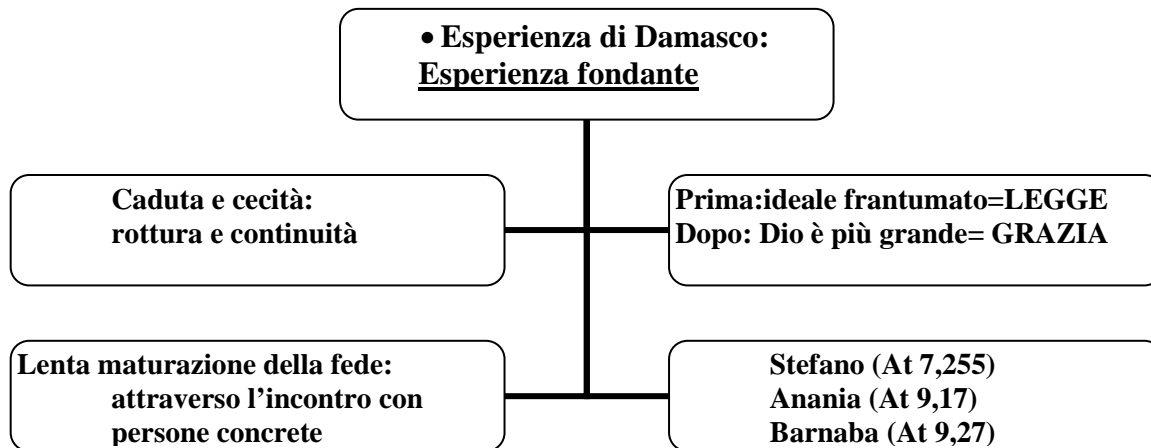 • Esperienza di Damasco:
Esperienza fondante
Caduta e cecità:
rottura e continuità
Prima:ideale frantumato=LEGGE
Dopo: Dio è più grande= GRAZIA
Lenta maturazione della fede:
attraverso l’incontro con
persone concrete
Stefano (At 7,255)
Anania (At 9,17)
Barnaba (At 9,27)